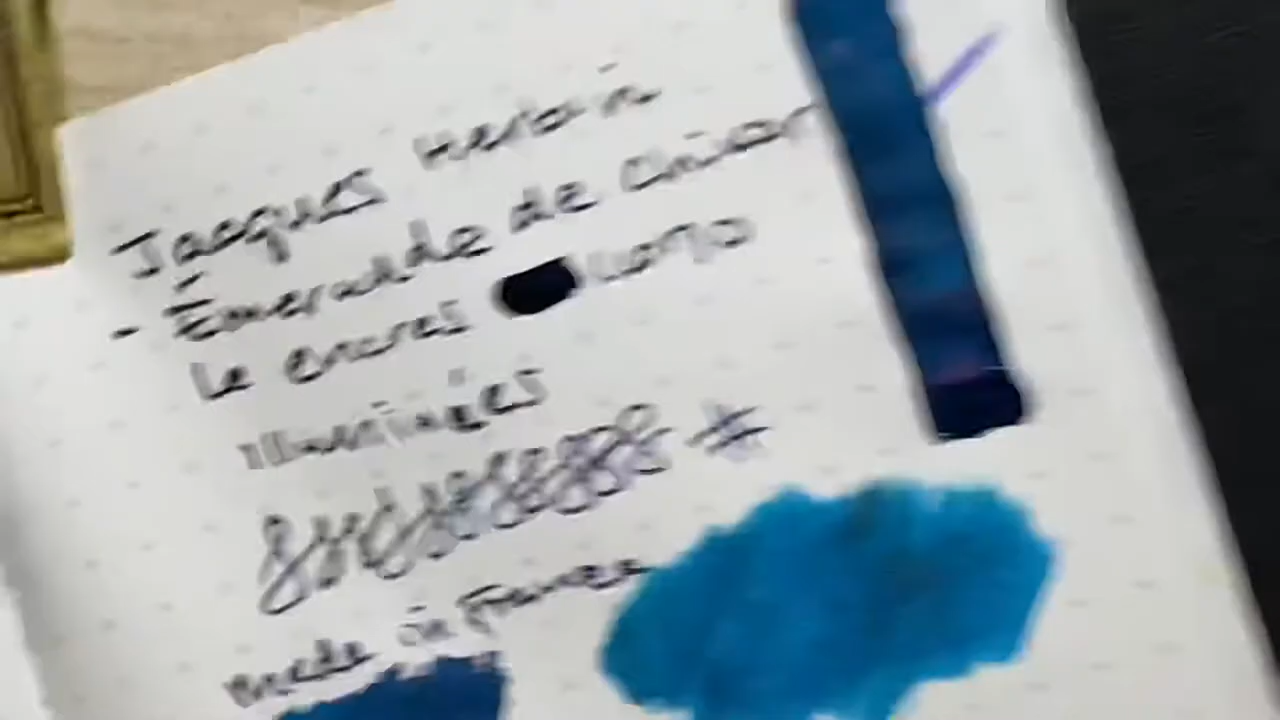 Jacques Herbin
- Émeraude de Chivor
Le encres
illuminées
made in France